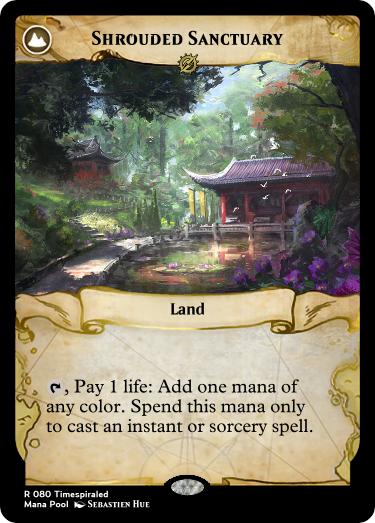 SHROUDED SANCTUARY
Land
, Pay 1 life: Add one mana of
any color. Spend this mana only
to cast an instant or sorcery spell.
R 080 Timespiraled
Mana Pool SEBASTIEN HUE